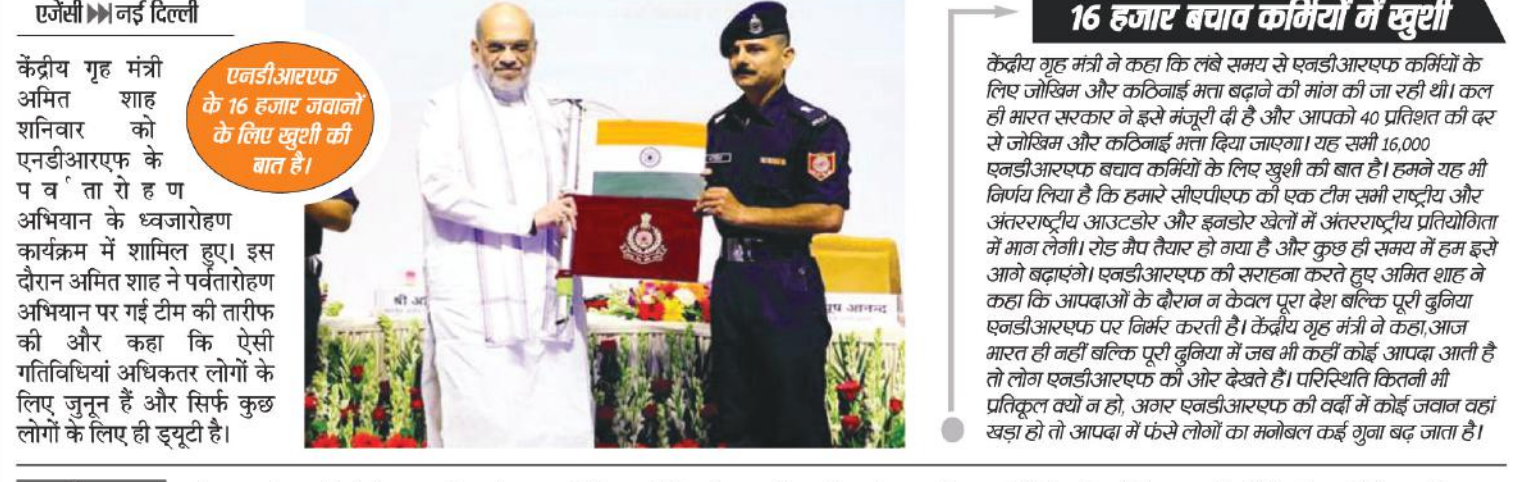 एजेंसी नई दिल्ली
केंद्रीय गृह मंत्री
अमित शाह
शनिवार को
एनडीआरएफ के
पर्वतारोहण
अभियान के ध्वजारोहण
कार्यक्रम में शामिल हुए। इस
दौरान अमित शाह ने पर्वतारोहण
अभियान पर गई टीम की तारीफ
की और कहा कि ऐसी
गतिविधियां अधिकतर लोगों के
लिए जुनून हैं और सिर्फ कुछ
लोगों के लिए ही ड्यूटी है।
एनडीआरएफ
के 16 हजार जवानों
के लिए खुशी की
बात है।
श्री
आनन्द
16 हजार बचाव कर्मियों में खुशी
केंद्रीय गृह मंत्री ने कहा कि लंबे समय से एनडीआरएफ कर्मियों के
लिए जोखिम और कठिनाई भत्ता बढ़ाने की मांग की जा रही थी। कल
ही भारत सरकार ने इसे मंजूरी दी है और आपको 40 प्रतिशत की दर
से जोखिम और कठिनाई भत्ता दिया जाएगा। यह सभी 16,000
एनडीआरएफ बचाव कर्मियों के लिए खुशी की बात है। हमने यह भी
निर्णय लिया है कि हमारे सीएपीएफ की एक टीम सभी राष्ट्रीय और
अंतरराष्ट्रीय आउटडोर और इनडोर खेलों में अंतरराष्ट्रीय प्रतियोगिता
में भाग लेगी। रोड मैप तैयार हो गया है और कुछ ही समय में हम इसे
आगे बढ़ाएंगे। एनडीआरएफ की सराहना करते हुए अमित शाह ने
कहा कि आपदाओं के दौरान न केवल पूरा देश बल्कि पूरी दुनिया
एनडीआरएफ पर निर्भर करती है। केंद्रीय गृह मंत्री ने कहा,आज
भारत ही नहीं बल्कि पूरी दुनिया में जब भी कहीं कोई आपदा आती है
तो लोग एनडीआरएफ की ओर देखते हैं। परिस्थिति कितनी भी
प्रतिकूल क्यों न हो, अगर एनडीआरएफ की वर्दी में कोई जवान वहां
खड़ा हो तो आपदा में फंसे लोगों का मनोबल कई गुना बढ़ जाता है।